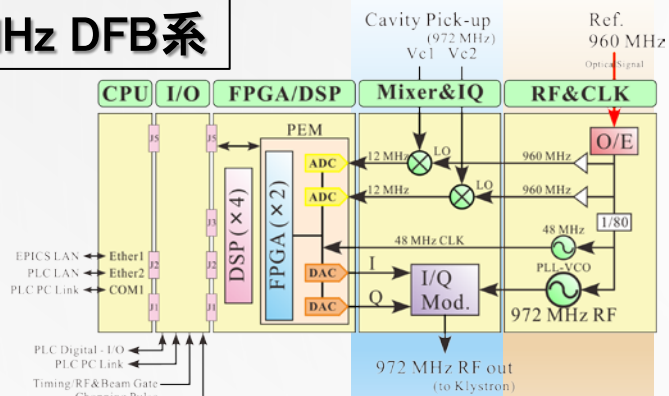 Hz DFB系
Cavity Pick-up
(972 MHz)
Vc1 Vc2
Ref.
960 MHz
Optical Signal
CPU
I/O
FPGA/DSP
Mixer&IQ
RF&CLK
PEM
O/E
J5
J5
ADC
12 MHz
LO
960 MHz
ADC
12 MHz
LO
960 MHz
DSP (×4)
FPGA (×2)
J3
1/80
48 MHz CLK
48 MHz
EPICS LAN
Ether1
PLC LAN
Ether2
PLC PC Link
COM1
J2
J2
DAC
I
I/Q
Mod.
PLL-VCO
DAC
Q
972 MHz RF
J1
J1
PLC Digital - I/O
PLC PC Link
Timing/RF&Beam Gate
972 MHz RF out
(to Klystron)